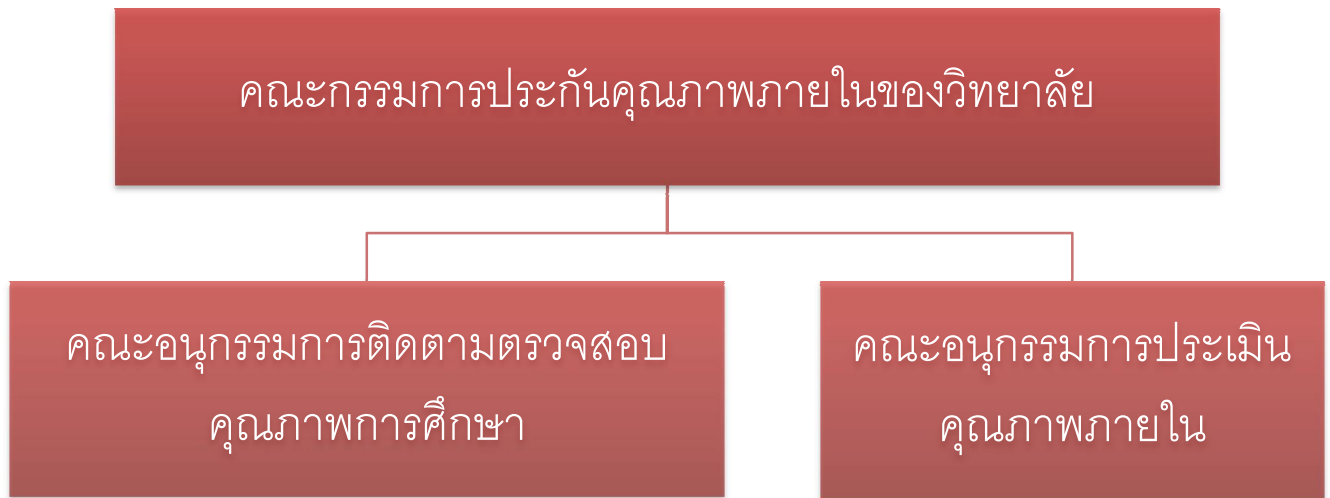 คณะกรรมการประกันคุณภาพภายในของวิทยาลัย
คณะอนุกรรมการติดตามตรวจสอบ
คุณภาพการศึกษา
คณะอนุกรรมการประเมิน
คุณภาพภายใน